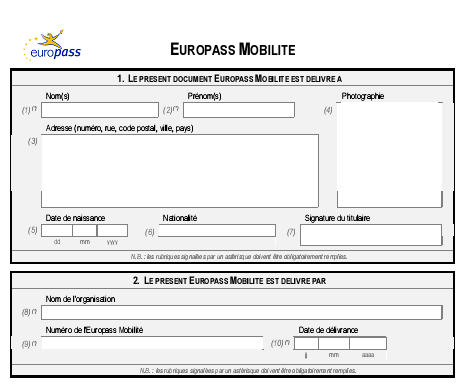 europass
EUROPASS MOBILITE
1. LE PRESENT DOCUMENT EUROPASS MOBILITE EST DELIVRE A
Nom(s) Prénom(s) Photographie
(1) (*) (2) (*) (4)
Adresse (numéro, rue, code postal, ville, pays)
(3)
Date de naissance Nationalité Signature du titulaire
(5) (6) (7)
dd mm yyyy
N.B. : les rubriques signalées par un astérisque doivent être obligatoirement remplies.
2. LE PRESENT EUROPASS MOBILITE EST DELIVRE PAR
Nom de l'organisation
(8) (*)
Numéro de l'Europass Mobilité Date de délivrance
(9) (*) (10) (*)
jj mm aaaa
N.B. : les rubriques signalées par un astérisque doivent être obligatoirement remplies.